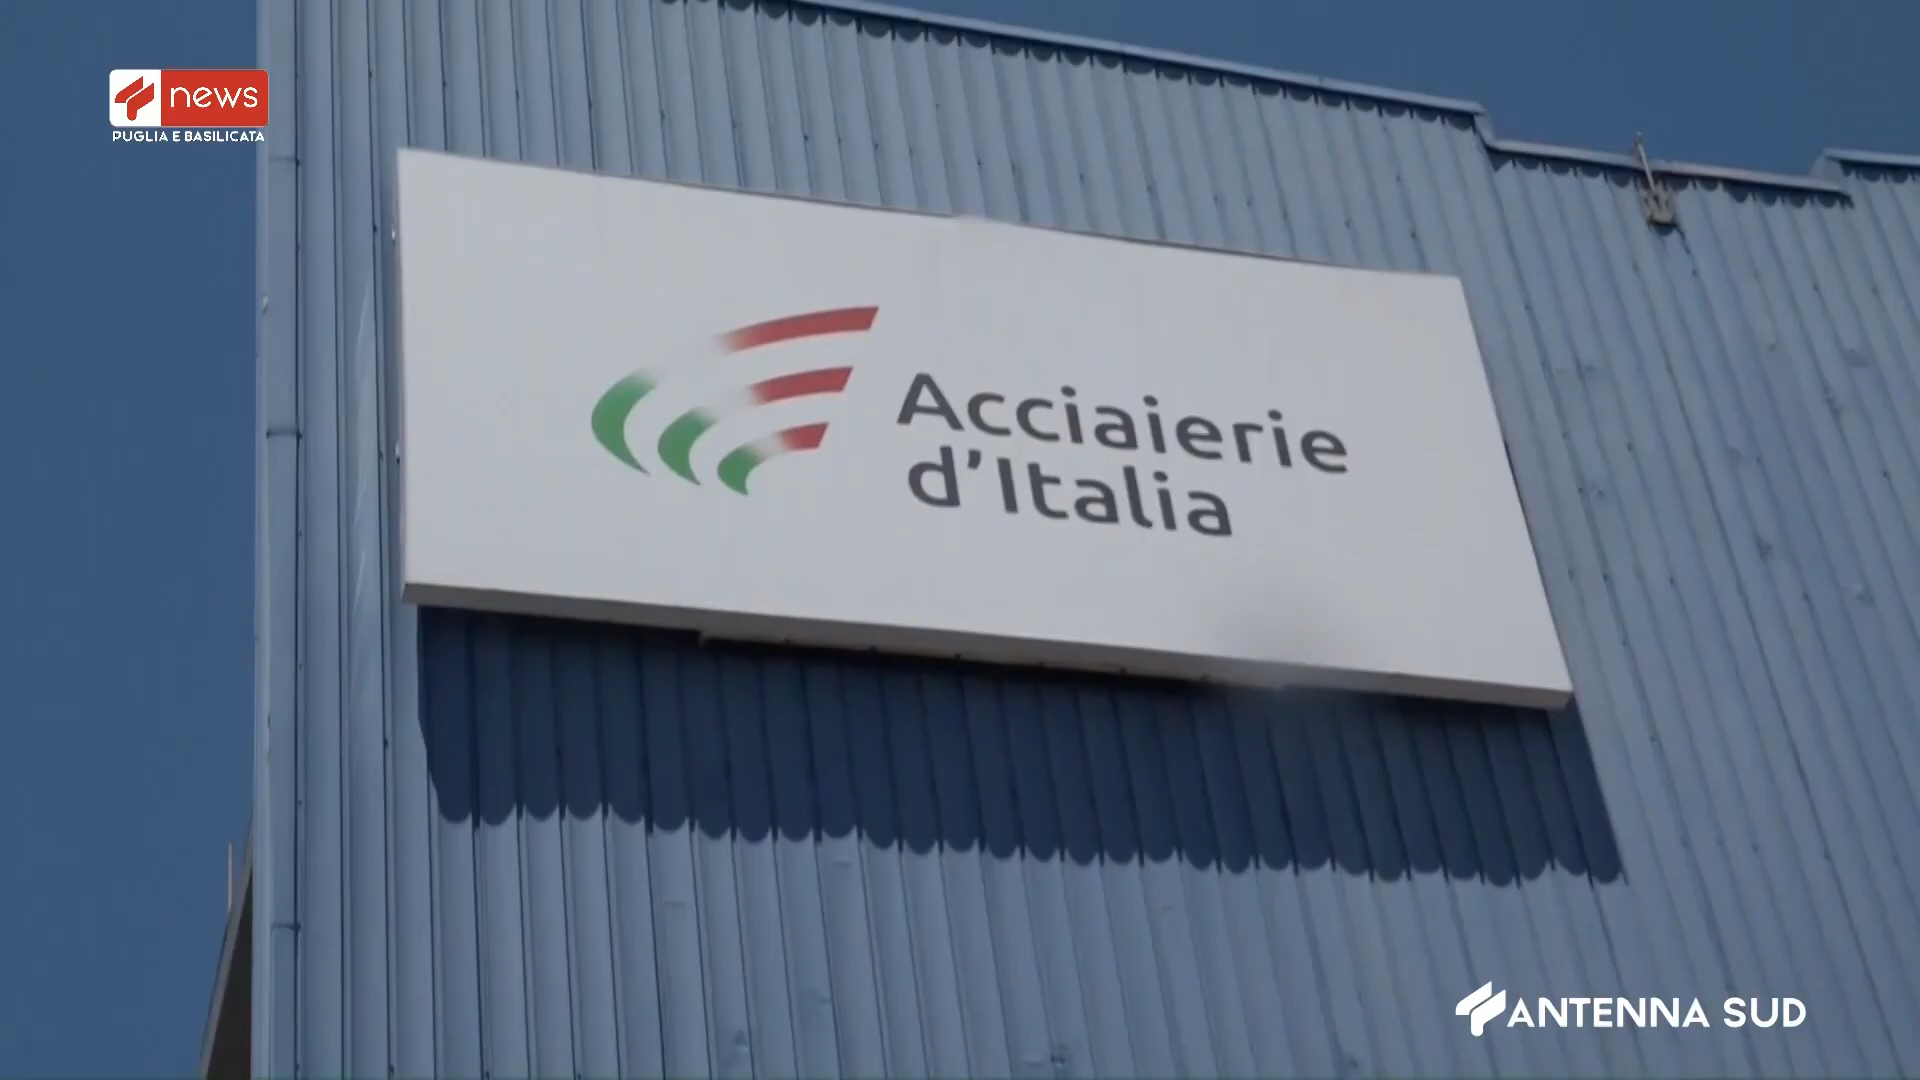 news
PUGLIA E BASILICATA
Acciaierie
d'Italia
ANTENNA SUD